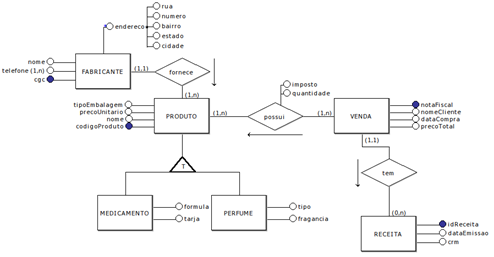 rua
numero
endereco
bairro
estado
cidade
nome
telefone (1,n)
cgc
FABRICANTE
(1,1)
fornece
(1,n)
imposto
quantidade
tipoEmbalagem
precoUnitario
nome
codigoProduto
PRODUTO
(1,n)
possui
(1,n)
VENDA
notaFiscal
nomeCliente
dataCompra
precoTotal
(1,1)
T
tem
MEDICAMENTO
formula
tarja
PERFUME
tipo
fragancia
(0,n)
RECEITA
idReceita
dataEmissao
crm